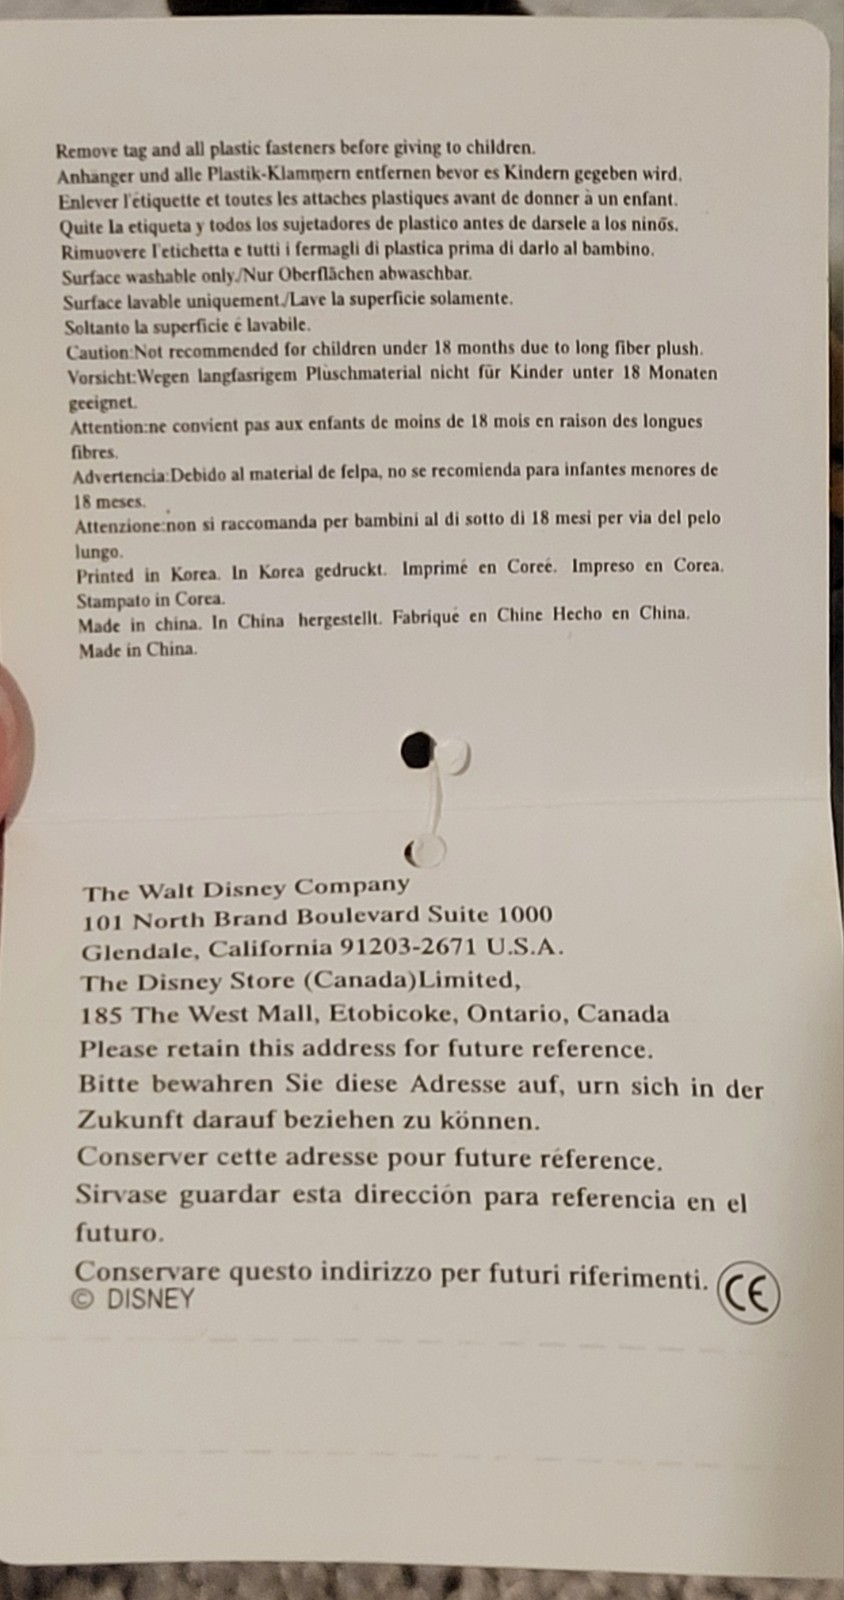 Remove tag and all plastic fasteners before giving to children.
Anhanger und alle Plastik-Klammern entfernen bevor es Kindern gegeben wird.
Enlever l'étiquette et toutes les attaches plastiques avant de donner à un enfant.
Quite la etiqueta y todos los sujetadores de plastico antes de darsele a los ninős.
Rimuovere l'etichetta e tutti i fermagli di plastica prima di darlo al bambino.
Surface washable only./Nur Oberflächen abwaschbar.
Surface lavable uniquement./Lave la superficie solamente.
Soltanto la superficie é lavabile.
Caution:Not recommended for children under 18 months due to long fiber plush.
Vorsicht:Wegen langfasrigem Plüschmaterial nicht für Kinder unter 18 Monaten
geeignet.
Attention:ne convient pas aux enfants de moins de 18 mois en raison des longues
fibres.
Advertencia:Debido al material de felpa, no se recomienda para infantes menores de
18 meses.
Attenzione:non si raccomanda per bambini al di sotto di 18 mesi per via del pelo
lungo.
Printed in Korea. In Korea gedruckt. Imprimé en Coreé. Impreso en Corea.
Stampato in Corea.
Made in china. In China hergestellt. Fabriqué en Chine Hecho en China.
Made in China.
The Walt Disney Company
101 North Brand Boulevard Suite 1000
Glendale, California 91203-2671 U.S.A.
The Disney Store (Canada)Limited,
185 The West Mall, Etobicoke, Ontario, Canada
Please retain this address for future reference.
Bitte bewahren Sie diese Adresse auf, urn sich in der
Zukunft darauf beziehen zu können.
Conserver cette adresse pour future réference.
Sirvase guardar esta dirección para referencia en el
futuro.
Conservare questo indirizzo per futuri riferimenti. CE
© DISNEY